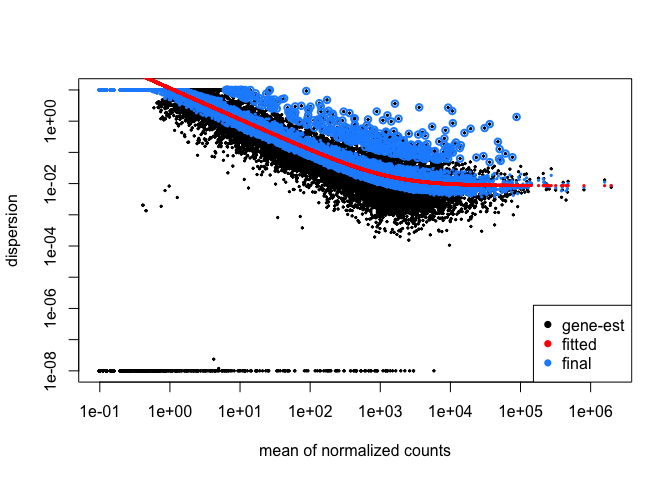 dispersion
1e+00
1e-02
1e-04
1e-06
1e-08
gene-est
fitted
final
1e-01 1e+00 1e+01 1e+02 1e+03 1e+04 1e+05 1e+06
mean of normalized counts